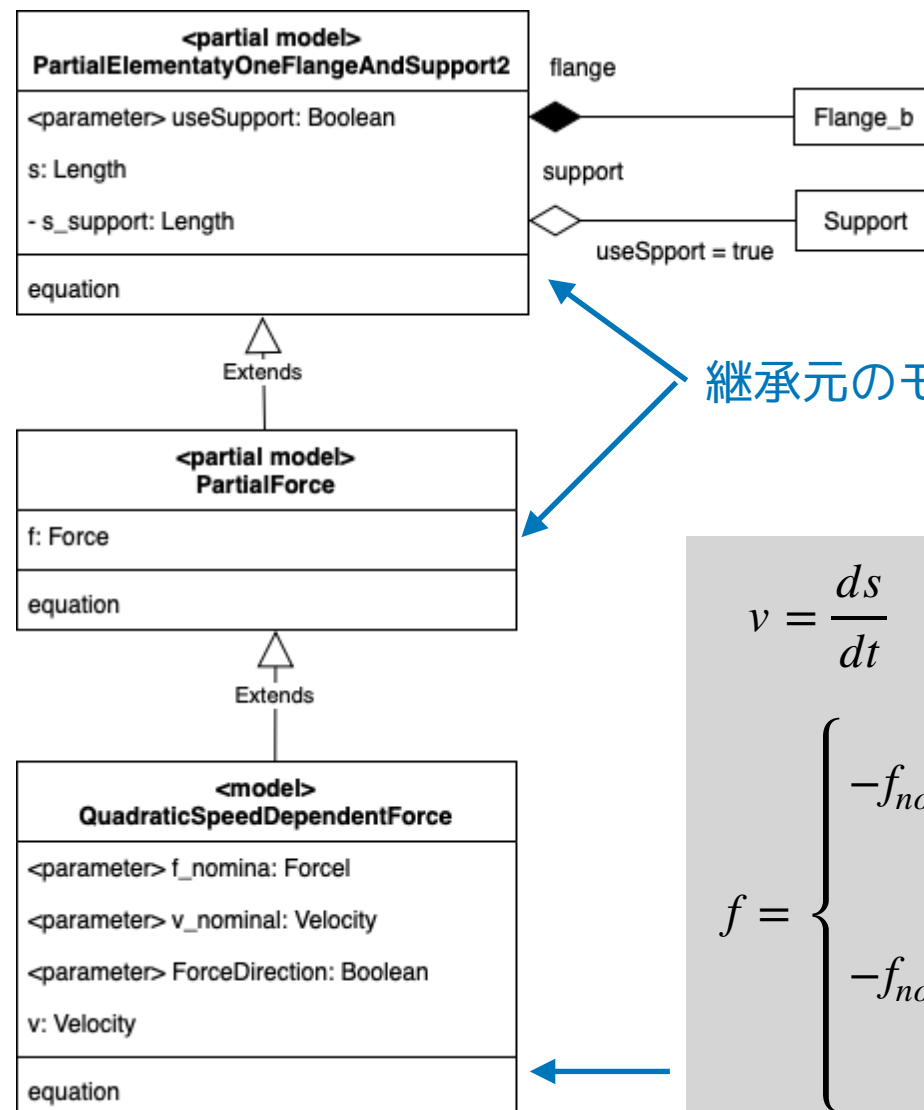 <partial model>
PartialElementatyOneFlangeAndSupport2
<parameter> useSupport: Boolean
s: Length
- s_support: Length
equation
flange
Flange_b
support
Support
useSpport = true
Extends
継承元のモ
<partial model>
PartialForce
f: Force
equation
Extends
<model>
QuadraticSpeedDependentForce
<parameter> f_nomina: Forcel
<parameter> v_nominal: Velocity
<parameter> ForceDirection: Boolean
v: Velocity
equation
v = ds/dt
f = {
-f_no
-f_no